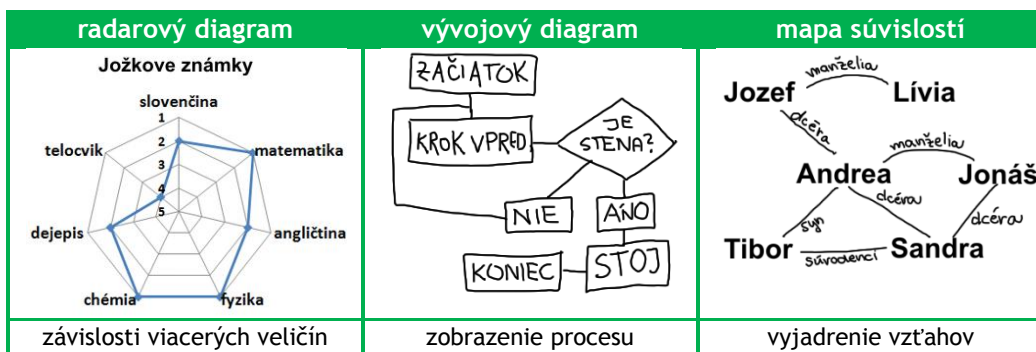 radarový diagram
vývojový diagram
mapa súvislostí
Jožkove známky
slovenčina
1
2
3
4
5
matematika
angličtina
fyzika
chémia
dejepis
telocvik
ZAČIATOK
KROK VPRED
JE
STENA?
NIE
ÁNO
STOJ
KONIEC
manželia
Jozef
Lívia
dcéra
manželia
Andrea
Jonáš
dcéra
dcéra
syn
Tibor
súrodenci
Sandra
závislosti viacerých veličín
zobrazenie procesu
vyjadrenie vzťahov